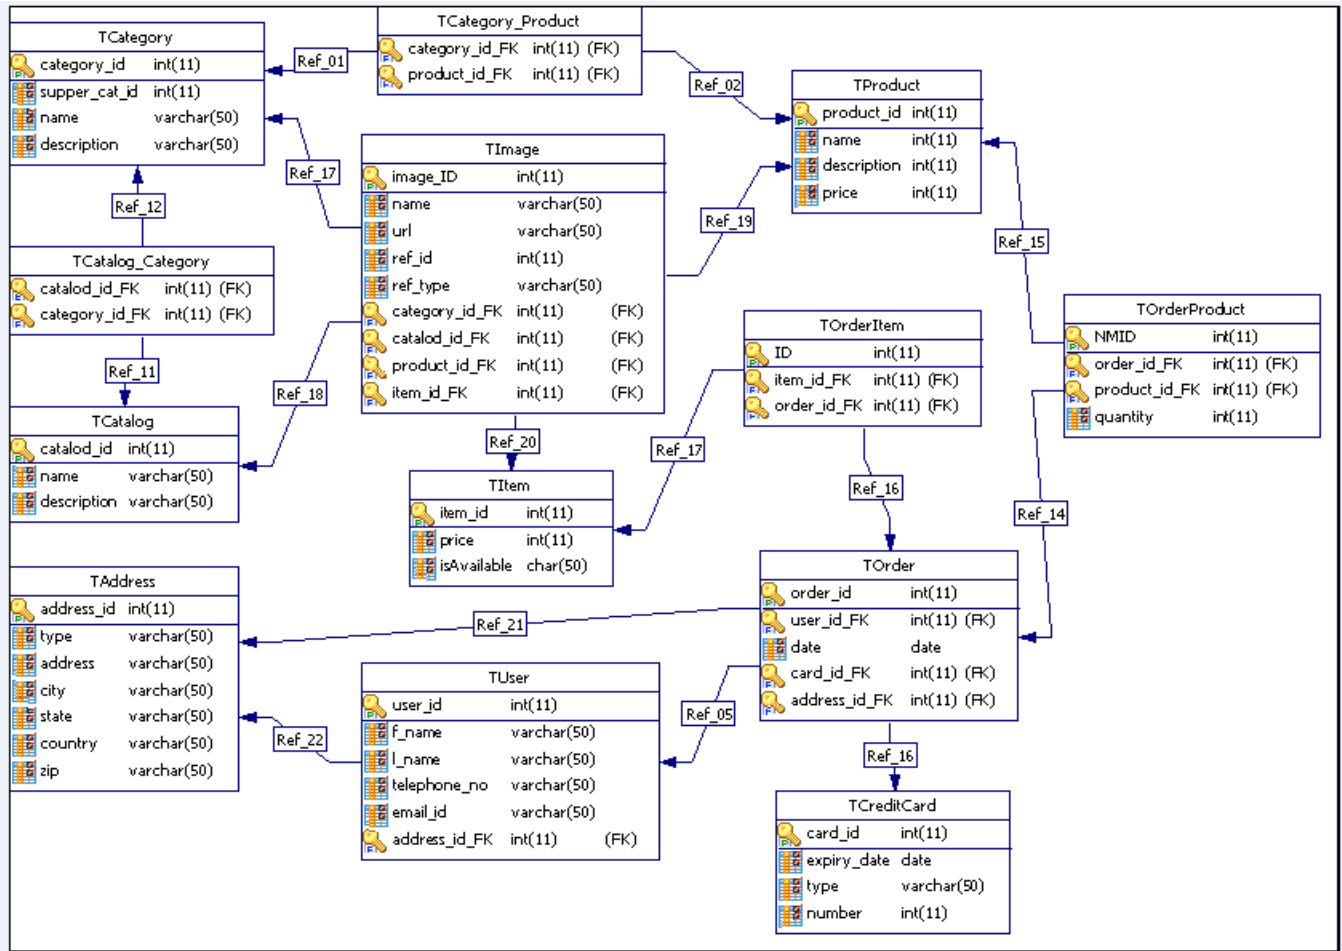 TCategory
category_id int(11)
supper_cat_id int(11)
name varchar(50)
description varchar(50)
Ref_01
TCategory_Product
category_id_FK int(11) (FK)
product_id_FK int(11) (FK)
Ref_02
TProduct
product_id int(11)
name int(11)
description int(11)
price int(11)
Ref_12
Ref_17
TImage
image_ID int(11)
name varchar(50)
url varchar(50)
ref_id int(11)
ref_type varchar(50)
category_id_FK int(11) (FK)
catalod_id_FK int(11) (FK)
product_id_FK int(11) (FK)
item_id_FK int(11) (FK)
Ref_19
Ref_15
TCatalog_Category
catalod_id_FK int(11) (FK)
category_id_FK int(11) (FK)
Ref_11
Ref_18
TOrderItem
ID int(11)
item_id_FK int(11) (FK)
order_id_FK int(11) (FK)
TOrderProduct
NMID int(11)
order_id_FK int(11) (FK)
product_id_FK int(11) (FK)
quantity int(11)
TCatalog
catalod_id int(11)
name varchar(50)
description varchar(50)
Ref_20
Ref_17
Ref_16
Ref_14
TItem
item_id int(11)
price int(11)
isAvailable char(50)
TAddress
address_id int(11)
type varchar(50)
address varchar(50)
city varchar(50)
state varchar(50)
country varchar(50)
zip varchar(50)
Ref_21
TOrder
order_id int(11)
user_id_FK int(11) (FK)
date date
card_id_FK int(11) (FK)
address_id_FK int(11) (FK)
Ref_22
TUser
user_id int(11)
f_name varchar(50)
l_name varchar(50)
telephone_no varchar(50)
email_id varchar(50)
address_id_FK int(11) (FK)
Ref_05
Ref_16
TCreditCard
card_id int(11)
expiry_date date
type varchar(50)
number int(11)